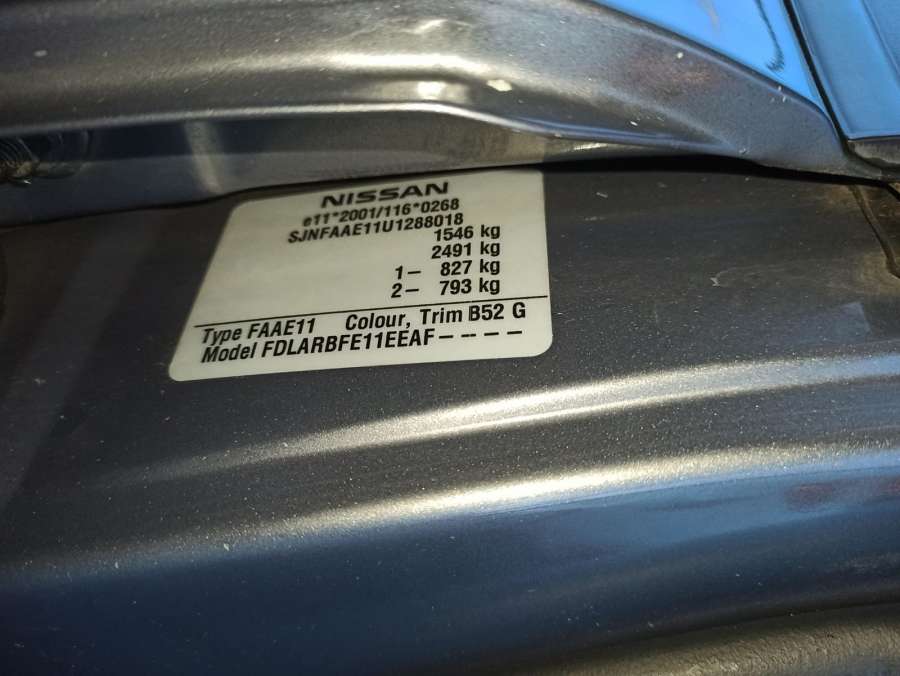 NISSAN
e11*2001/116*0268
SJNFAAE11U1288018
1546 kg
2491 kg
1– 827 kg
2– 793 kg
Type FAAE11 Colour, Trim B52 G
Model FDLARBFE11EEAF–––––